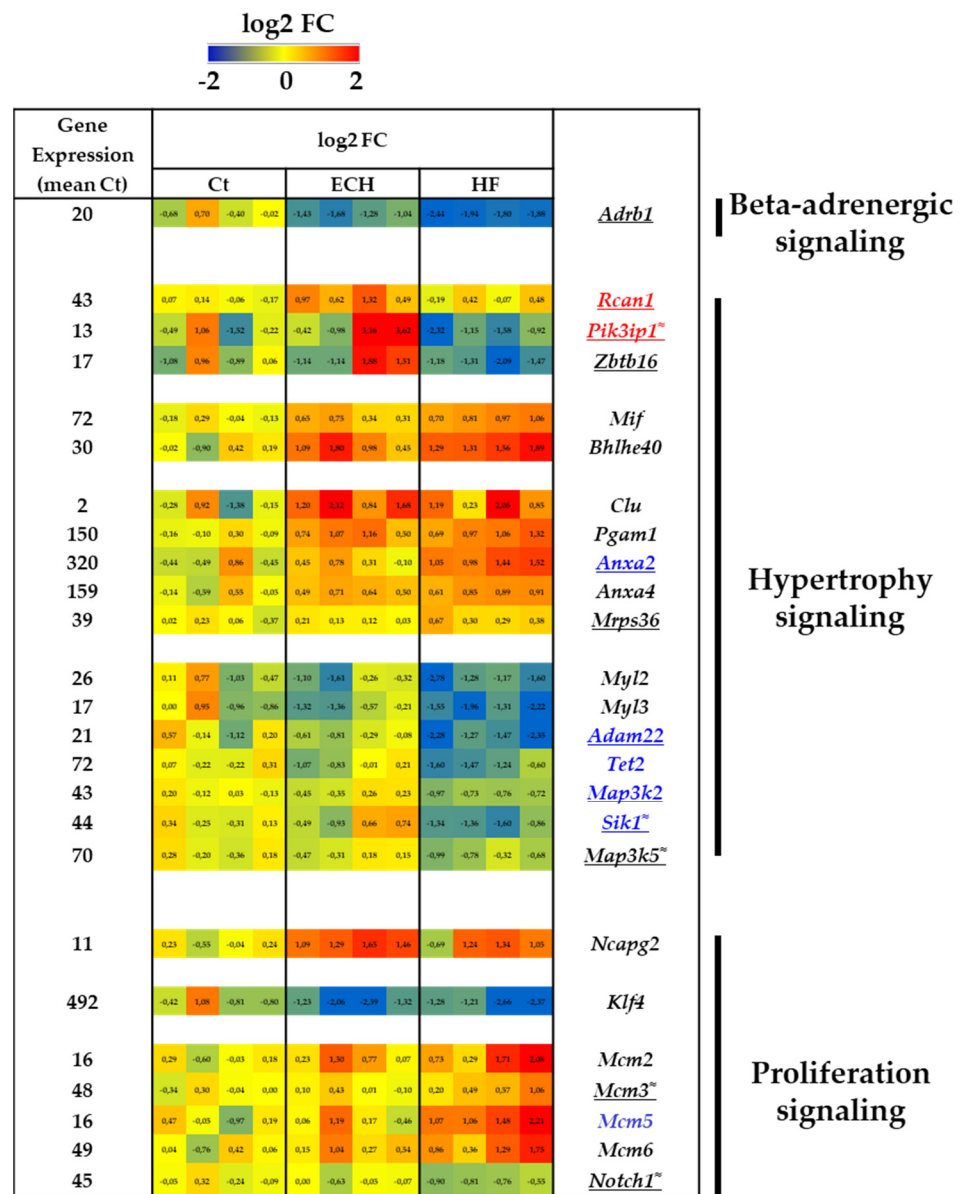 log2 FC
-2 0 2
Gene Expression (mean Ct)
log2 FC
Ct ECH HF
20 -0,68 0,70 -0,40 -0,02 -1,43 -1,68 -1,28 -1,04 -2,44 -1,94 -1,80 -1,88 Adrb1
Beta-adrenergic signaling
43 0,07 0,14 -0,06 -0,17 0,97 0,62 1,32 0,49 -0,19 0,42 -0,07 0,48 Rcan1
13 -0,49 1,06 -1,52 -0,22 -0,42 -0,98 3,16 3,62 -2,32 -1,15 -1,58 -0,92 Pik3ip1≈
17 -1,08 0,96 -0,89 0,06 -1,14 -1,14 1,88 1,51 -1,18 -1,31 -2,09 -1,47 Zbtb16
72 -0,18 0,29 -0,04 -0,13 0,65 0,75 0,34 0,31 0,70 0,81 0,97 1,06 Mif
30 -0,02 -0,90 0,42 0,19 1,09 1,80 0,98 0,45 1,29 1,31 1,56 1,89 Bhlhe40
2 -0,28 0,92 -1,38 -0,15 1,20 2,32 0,84 1,68 1,19 0,23 2,06 0,85 Clu
150 -0,16 -0,10 0,30 -0,09 0,74 1,07 1,16 0,50 0,69 0,97 1,06 1,32 Pgam1
320 -0,44 -0,49 0,86 -0,45 0,45 0,78 0,31 -0,10 1,05 0,98 1,44 1,52 Anxa2
159 -0,14 -0,59 0,55 -0,05 0,49 0,71 0,64 0,50 0,61 0,85 0,89 0,91 Anxa4
39 0,02 0,23 0,06 -0,37 0,21 0,13 0,12 0,03 0,67 0,30 0,29 0,38 Mrps36
Hypertrophy signaling
26 0,11 0,77 -1,03 -0,47 -1,10 -1,61 -0,26 -0,32 -2,78 -1,28 -1,17 -1,60 Myl2
17 0,00 0,95 -0,96 -0,86 -1,32 -1,36 -0,57 -0,21 -1,55 -1,96 -1,31 -2,22 Myl3
21 0,57 -0,14 -1,12 0,20 -0,61 -0,81 -0,29 -0,08 -2,28 -1,27 -1,47 -2,35 Adam22
72 0,07 -0,22 -0,22 0,31 -1,07 -0,83 -0,01 0,21 -1,60 -1,47 -1,24 -0,60 Tet2
43 0,20 -0,12 0,03 -0,13 -0,45 -0,35 0,26 0,23 -0,97 -0,73 -0,76 -0,72 Map3k2
44 0,34 -0,25 -0,31 0,13 -0,49 -0,93 0,66 0,74 -1,34 -1,36 -1,60 -0,86 Sik1≈
70 0,28 -0,20 -0,36 0,18 -0,47 -0,31 0,18 0,15 -0,99 -0,78 -0,32 -0,68 Map3k5≈
11 0,23 -0,55 -0,04 0,24 1,09 1,29 1,65 1,46 -0,69 1,24 1,34 1,05 Ncapg2
492 -0,42 1,08 -0,81 -0,80 -1,23 -2,06 -2,39 -1,32 -1,28 -1,21 -2,66 -2,37 Klf4
16 0,29 -0,60 -0,03 0,18 0,23 1,30 0,77 0,07 0,73 0,29 1,71 2,08 Mcm2
48 -0,34 0,30 -0,04 0,00 0,10 0,43 0,01 -0,10 0,20 0,49 0,57 1,06 Mcm3≈
16 0,47 -0,05 -0,97 0,19 0,06 1,19 0,17 -0,46 1,07 1,06 1,48 2,21 Mcm5
49 0,04 -0,76 0,42 0,06 0,15 1,04 0,27 0,54 0,86 0,36 1,29 1,73 Mcm6
45 -0,05 0,32 -0,24 -0,09 0,00 -0,63 -0,05 -0,07 -0,90 -0,81 -0,76 -0,55 Notch1≈
Proliferation signaling